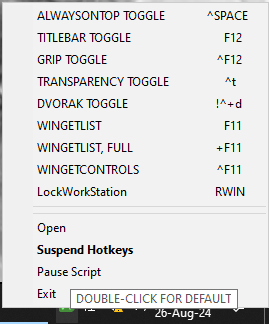 ALWAYSONTOP TOGGLE ^SPACE
TITLEBAR TOGGLE F12
GRIP TOGGLE ^F12
TRANSPARENCY TOGGLE ^t
DVORAK TOGGLE !^+d
WINGETLIST F11
WINGETLIST, FULL +F11
WINGETCONTROLS ^F11
LockWorkStation RWIN
Open
Suspend Hotkeys
Pause Script
Exit
DOUBLE-CLICK FOR DEFAULT
26-Aug-24